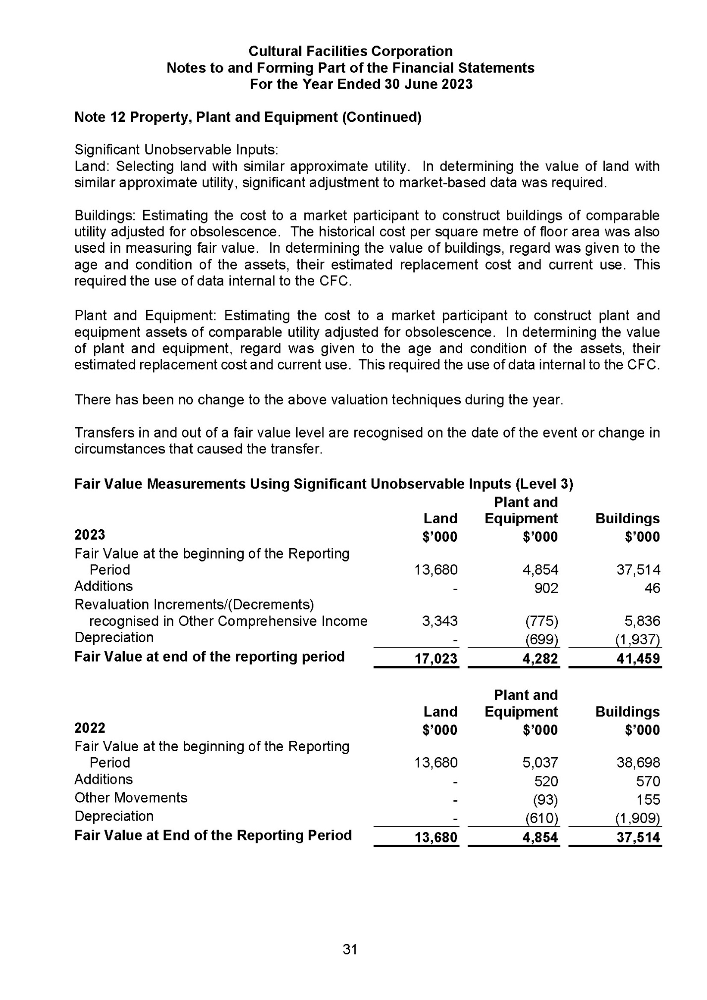 Cultural Facilities Corporation
Notes to and Forming Part of the Financial Statements
For the Year Ended 30 June 2023
Note 12 Property, Plant and Equipment (Continued)
Significant Unobservable Inputs:
Land: Selecting land with similar approximate utility. In determining the value of land with
similar approximate utility, significant adjustment to market-based data was required.
Buildings: Estimating the cost to a market participant to construct buildings of comparable
utility adjusted for obsolescence. The historical cost per square metre of floor area was also
used in measuring fair value. In determining the value of buildings, regard was given to the
age and condition of the assets, their estimated replacement cost and current use. This
required the use of data internal to the CFC.
Plant and Equipment: Estimating the cost to a market participant to construct plant and
equipment assets of comparable utility adjusted for obsolescence. In determining the value
of plant and equipment, regard was given to the age and condition of the assets, their
estimated replacement cost and current use. This required the use of data internal to the CFC.
There has been no change to the above valuation techniques during the year.
Transfers in and out of a fair value level are recognised on the date of the event or change in
circumstances that caused the transfer.
Fair Value Measurements Using Significant Unobservable Inputs (Level 3)
Plant and
Land Equipment Buildings
2023 $’000 $’000 $’000
Fair Value at the beginning of the Reporting
Period 13,680 4,854 37,514
Additions - 902 46
Revaluation Increments/(Decrements)
recognised in Other Comprehensive Income 3,343 (775) 5,836
Depreciation - (699) (1,937)
Fair Value at end of the reporting period 17,023 4,282 41,459
Plant and
Land Equipment Buildings
2022 $’000 $’000 $’000
Fair Value at the beginning of the Reporting
Period 13,680 5,037 38,698
Additions - 520 570
Other Movements - (93) 155
Depreciation - (610) (1,909)
Fair Value at End of the Reporting Period 13,680 4,854 37,514
31